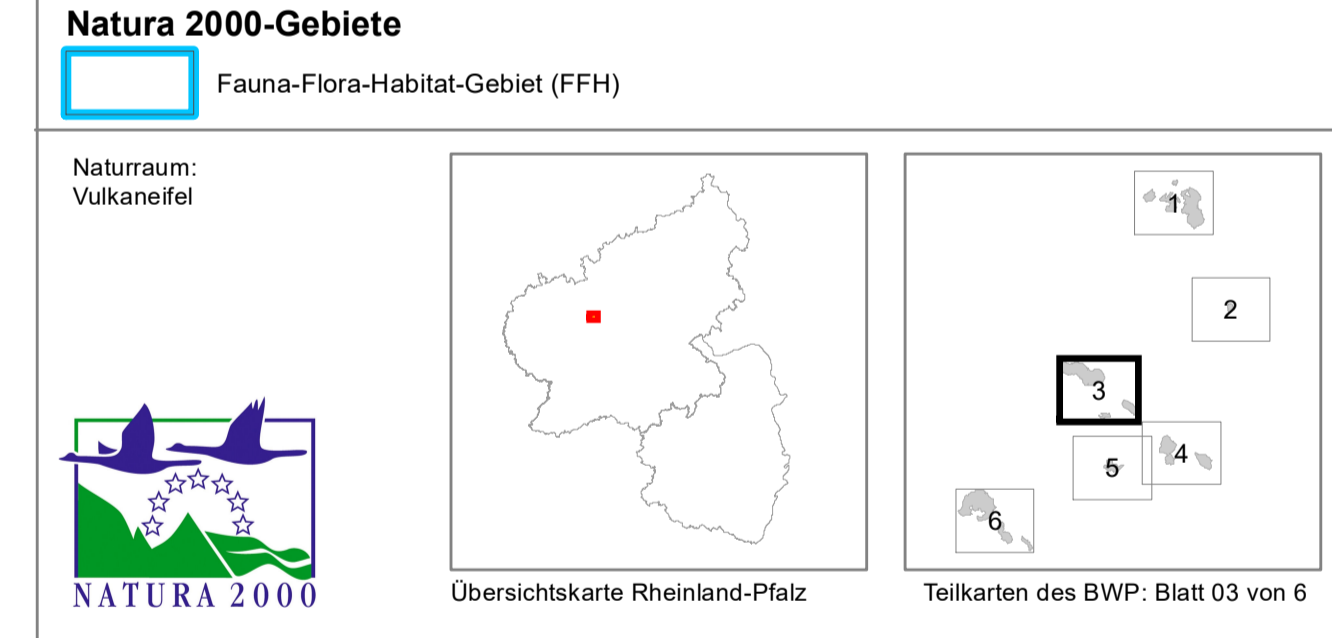 Natura 2000-Gebiete
Fauna-Flora-Habitat-Gebiet (FFH)
Naturraum:
Vulkaneifel
NATURA 2000
Übersichtskarte Rheinland-Pfalz
1
2
3
4
5
6
Teilkarten des BWP: Blatt 03 von 6